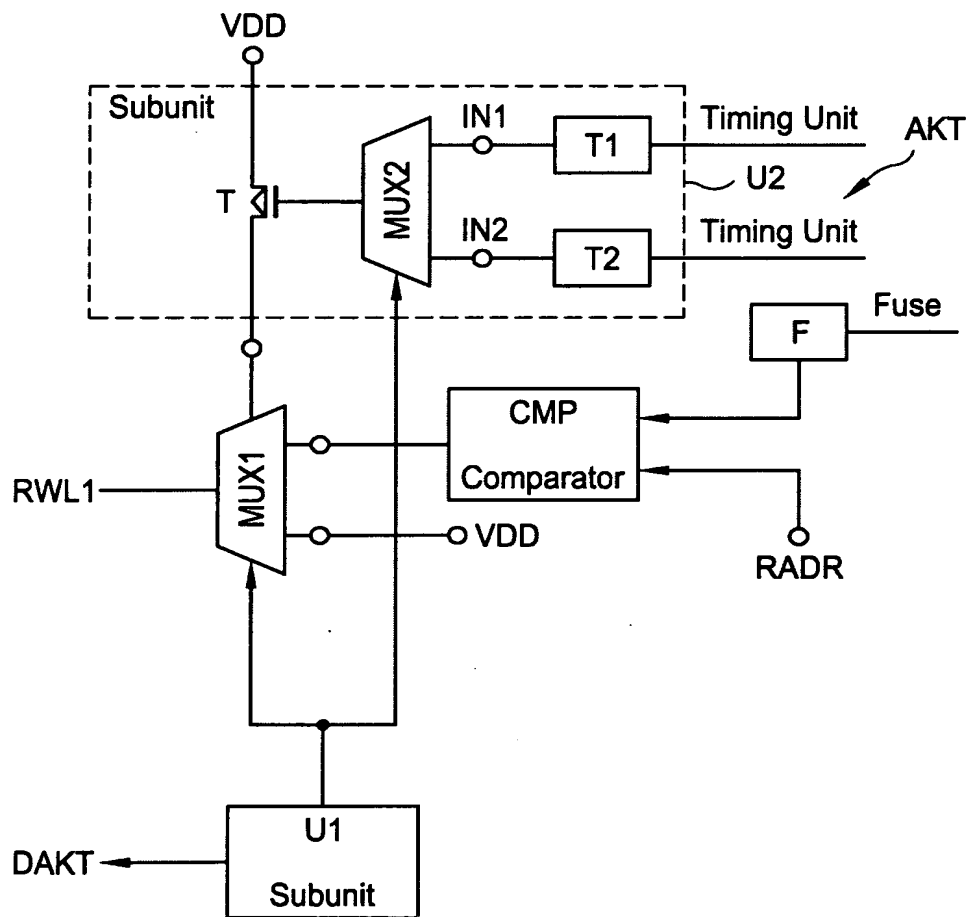 VDD
Subunit
IN1
T1
Timing Unit
AKT
T
MUX2
U2
IN2
T2
Timing Unit
F
Fuse
CMP
Comparator
RWL1
MUX1
VDD
RADR
U1
Subunit
DAKT